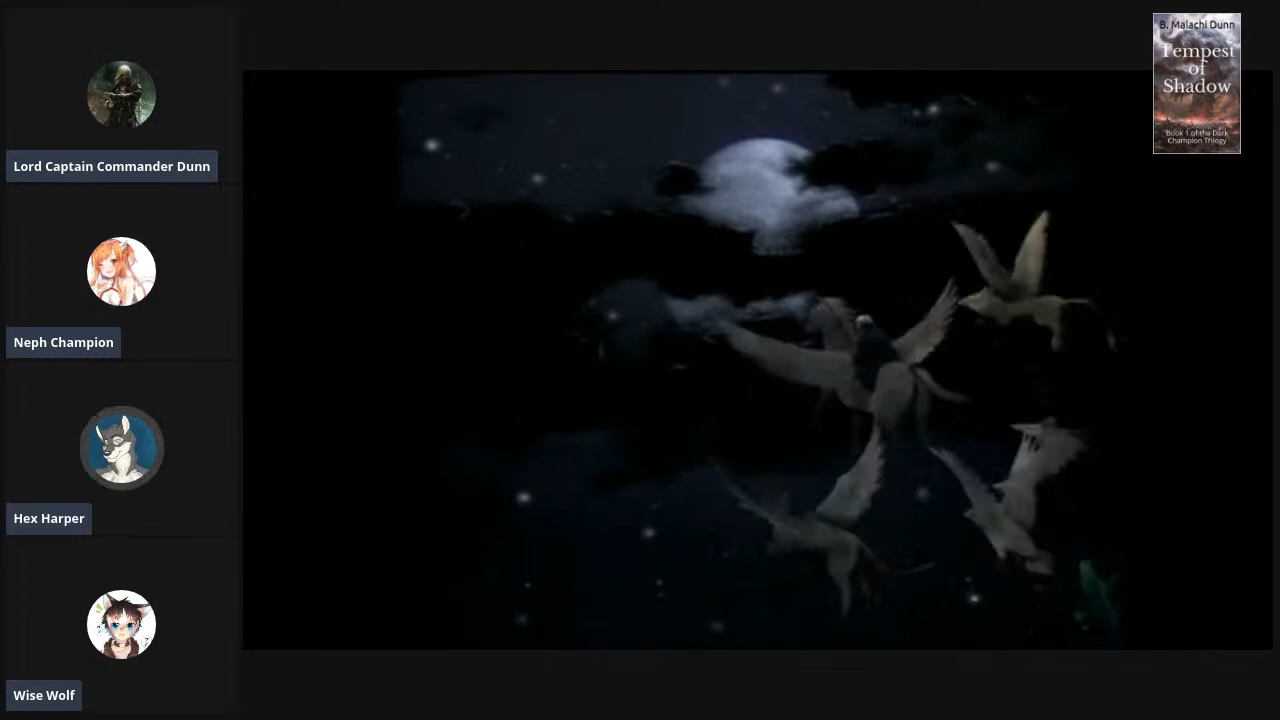 B. Malachi Dunn
Tempest
of
Shadow
Book 1 of the Dark
Champion Trilogy
Lord Captain Commander Dunn
Neph Champion
Hex Harper
Wise Wolf